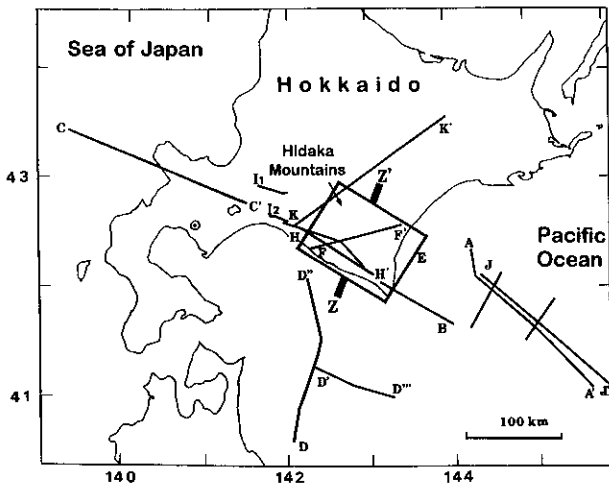 Sea of Japan
Hokkaido
C
K'
Hidaka
Mountains
Z'
43
I1
C'
I2
K
H
F
F'
E
A
J
Pacific
Ocean
H'
D"
Z
B
D'
D'''
41
A'
J'
D
100 km
140
142
144